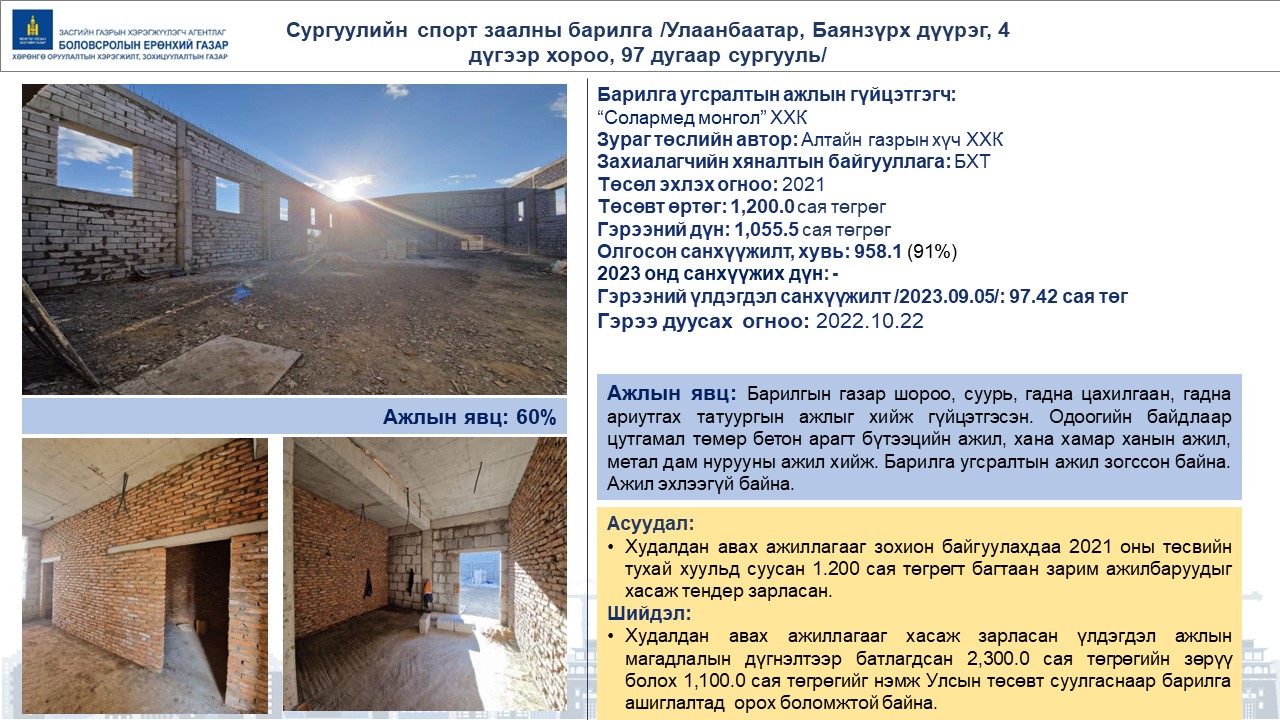 ЗАСГИЙН ГАЗРЫН ХЭРЭГЖҮҮЛЭГЧ АГЕНТЛАГ
БОЛОВСРОЛЫН ЕРӨНХИЙ ГАЗАР
ХӨРӨНГӨ ОРУУЛАЛТЫН ХЭРЭГЖИЛТ, ЗОХИЦУУЛАЛТЫН ГАЗАР
Сургуулийн спорт заалны барилга /Улаанбаатар, Баянзүрх дүүрэг, 4
дүгээр хороо, 97 дугаар сургууль/
Ажлын явц: 60%
Барилга угсралтын ажлын гүйцэтгэгч:
“Солармед монгол” ХХК
Зураг төслийн автор: Алтайн газрын хүч ХХК
Захиалагчийн хяналтын байгууллага: БХТ
Төсөл эхлэх огноо: 2021
Төсөвт өртөг: 1,200.0 сая төгрөг
Гэрээний дүн: 1,055.5 сая төгрөг
Олгосон санхүүжилт, хувь: 958.1 (91%)
2023 онд санхүүжих дүн: -
Гэрээний үлдэгдэл санхүүжилт /2023.09.05/: 97.42 сая төг
Гэрээ дуусах огноо: 2022.10.22
Ажлын явц: Барилгын газар шороо, суурь, гадна цахилгаан, гадна
ариутгах татуургын ажлыг хийж гүйцэтгэсэн. Одоогийн байдлаар
цутгамал төмөр бетон арагт бүтээцийн ажил, хана хамар ханын ажил,
метал дам нурууны ажил хийж. Барилга угсралтын ажил зогссон байна.
Ажил эхлээгүй байна.
Асуудал:
• Худалдан авах ажиллагааг зохион байгуулахдаа 2021 оны төсвийн
тухай хуульд суусан 1.200 сая төгрөгт багтаан зарим ажилбаруудыг
хасаж тендер зарласан.
Шийдэл:
• Худалдан авах ажиллагааг хасаж зарласан үлдэгдэл ажлын
магадлалын дүгнэлтээр батлагдсан 2,300.0 сая төгрөгийн зөрүү
болох 1,100.0 сая төгрөгийг нэмж Улсын төсөвт суулгаснаар барилга
ашиглалтад орох боломжтой байна.